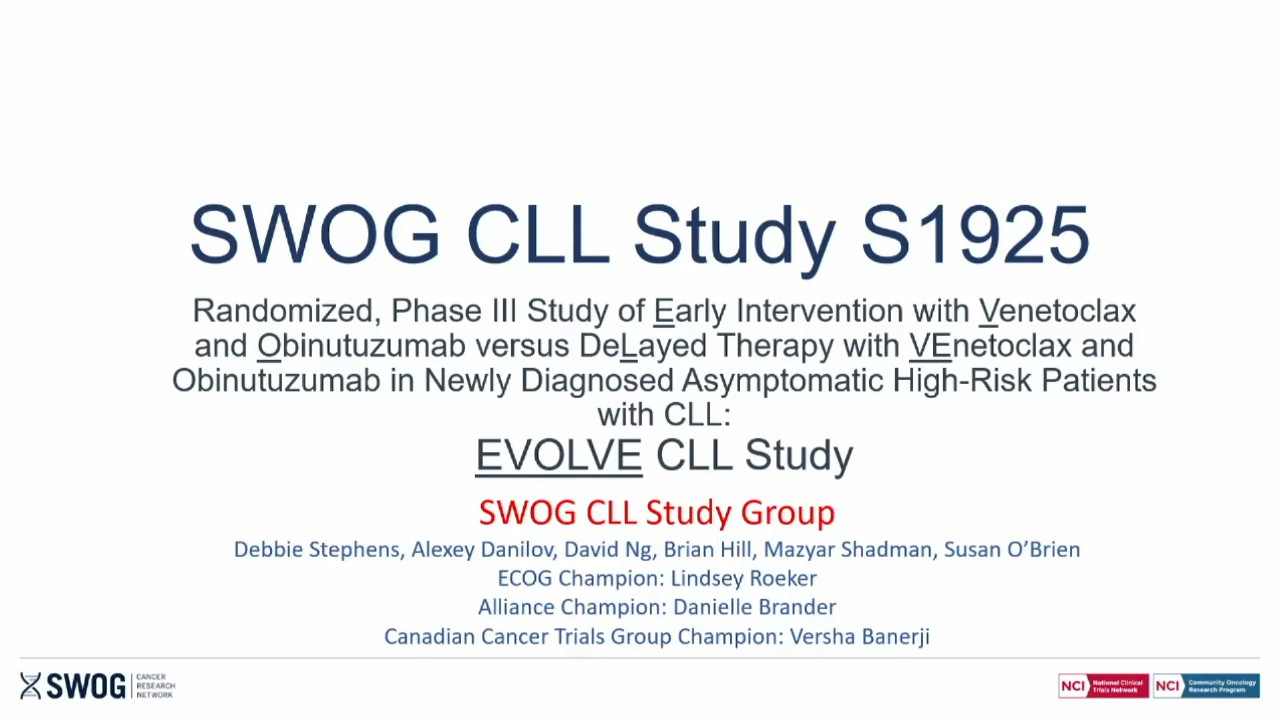 SWOG CLL Study S1925
Randomized, Phase III Study of Early Intervention with Venetoclax
and Obinutuzumab versus DeLayed Therapy with VEnetoclax and
Obinutuzumab in Newly Diagnosed Asymptomatic High-Risk Patients
with CLL:
EVOLVE CLL Study
SWOG CLL Study Group
Debbie Stephens, Alexey Danilov, David Ng, Brian Hill, Mazyar Shadman, Susan O’Brien
ECOG Champion: Lindsey Roeker
Alliance Champion: Danielle Brander
Canadian Cancer Trials Group Champion: Versha Banerji
SWOG
CANCER
RESEARCH
NETWORK
NCI
National Clinical
Trials Network
NCI
Community Oncology
Research Program